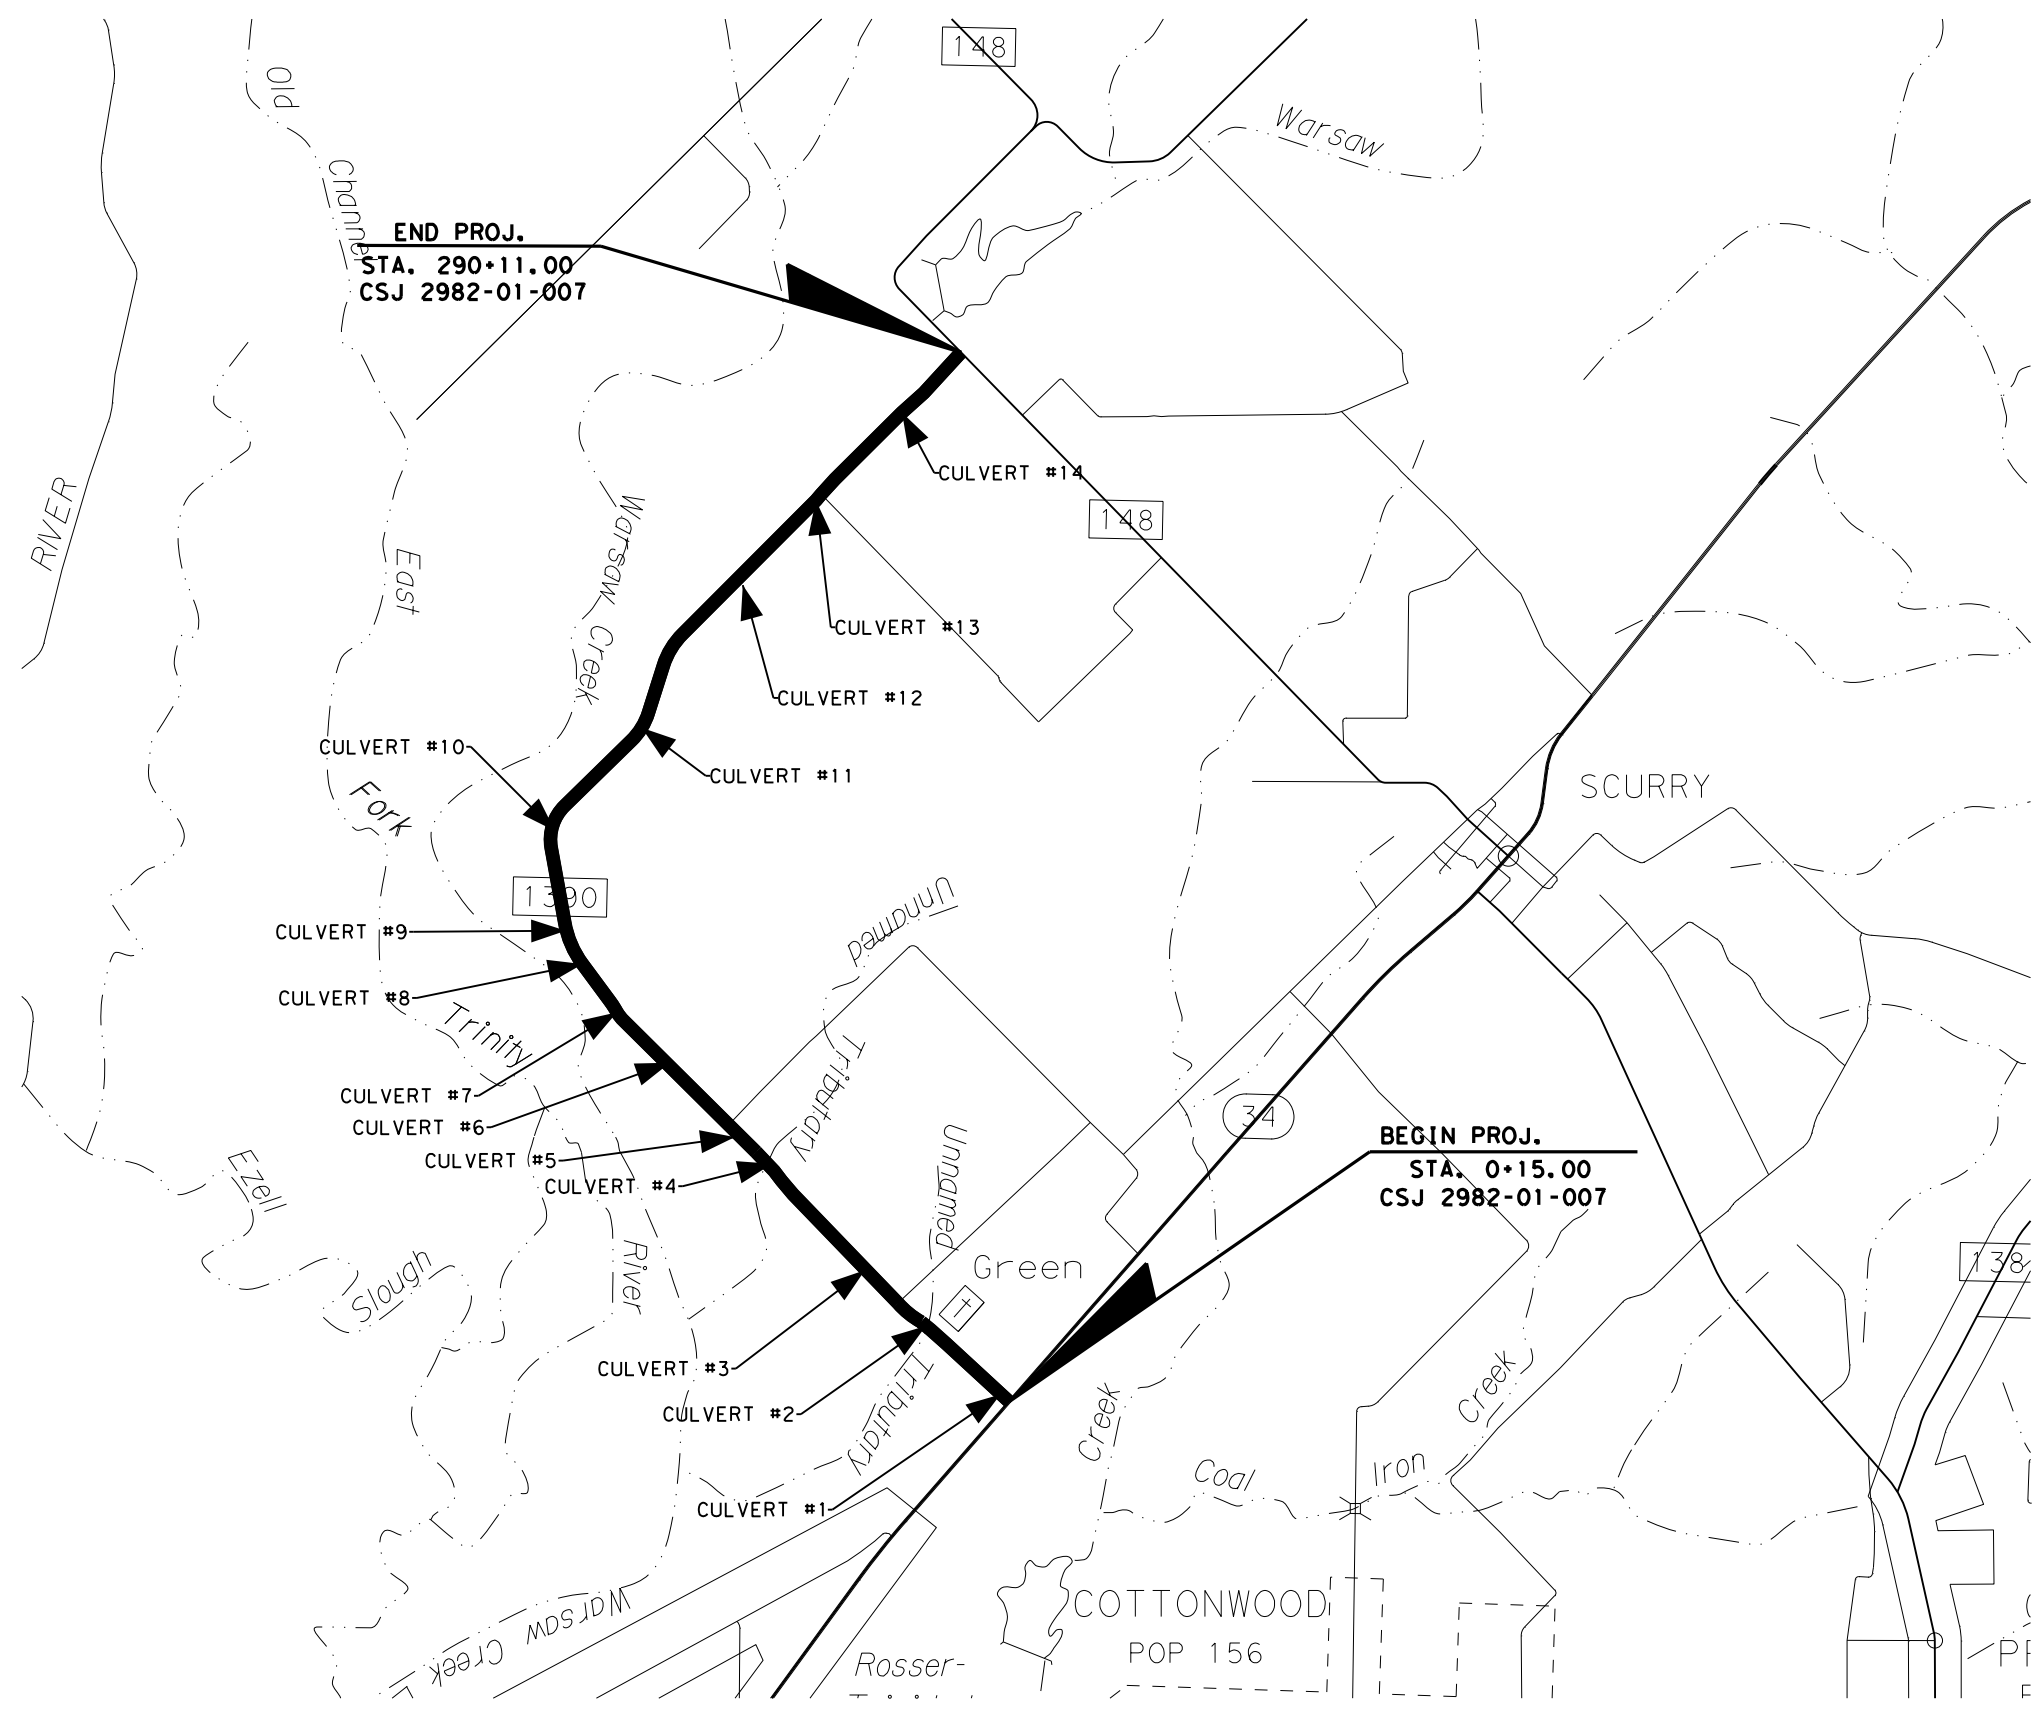 148
Old
Channel
Warsaw
END PROJ.
STA. 290+11.00
CSJ 2982-01-007
RIVER
CULVERT #14
148
Warsaw Creek
East
CULVERT #13
CULVERT #12
CULVERT #10
CULVERT #11
SCURRY
Fork
1390
Unnamed
CULVERT #9
CULVERT #8
Trinity
Tributary
CULVERT #7
CULVERT #6
34
BEGIN PROJ.
STA. 0+15.00
CSJ 2982-01-007
CULVERT #5
CULVERT #4
Unnamed
Ezell
Slough
River
Green
138
CULVERT #3
CULVERT #2
Tributary
Creek
Creek
Coal
Iron
CULVERT #1
Warsaw Creek
COTTONWOOD
POP 156
Rosser-